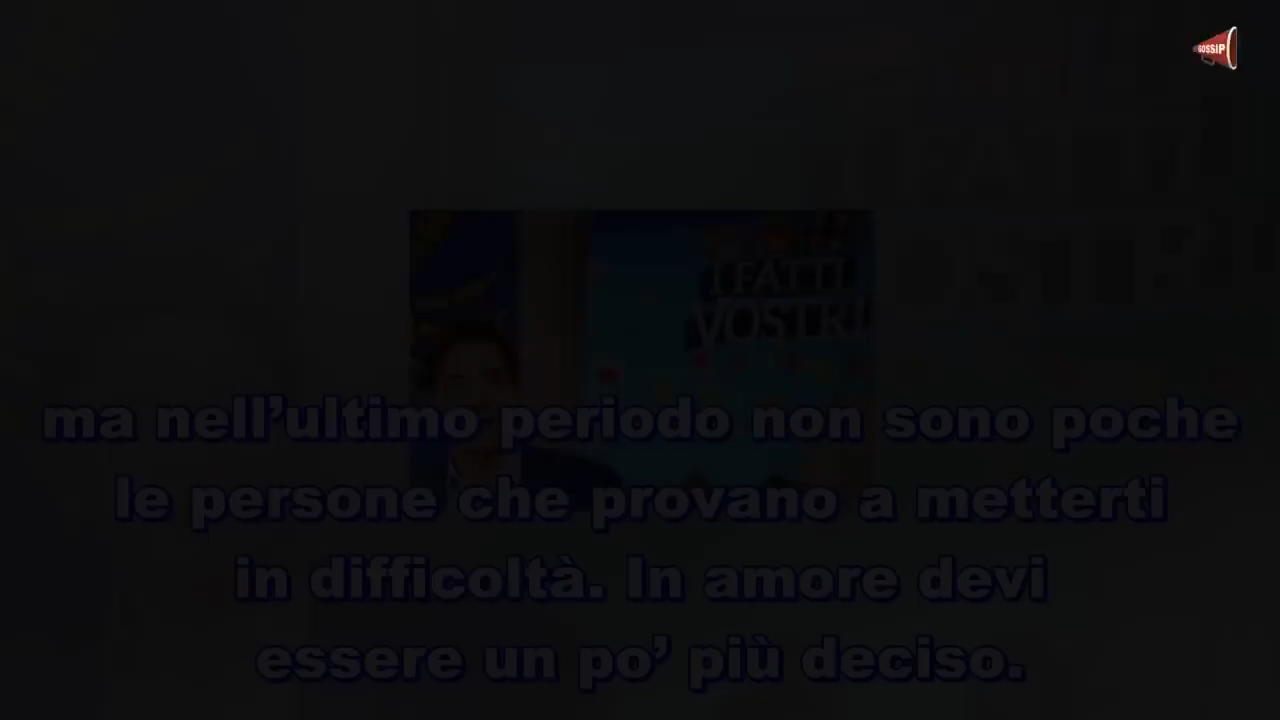 GOSSIP
I FATTI
VOSTRI
ma nell’ultimo periodo non sono poche
le persone che provano a metterti
in difficoltà. In amore devi
essere un po’ più deciso.